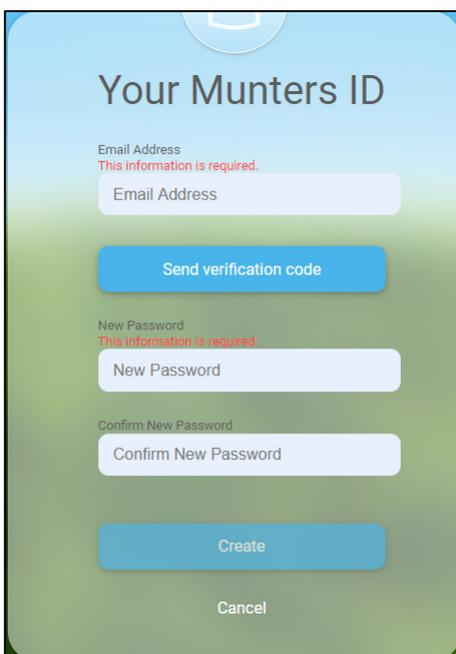 Your Munters ID
Email Address
This information is required.
Email Address
Send verification code
New Password
This information is required.
New Password
Confirm New Password
Confirm New Password
Create
Cancel